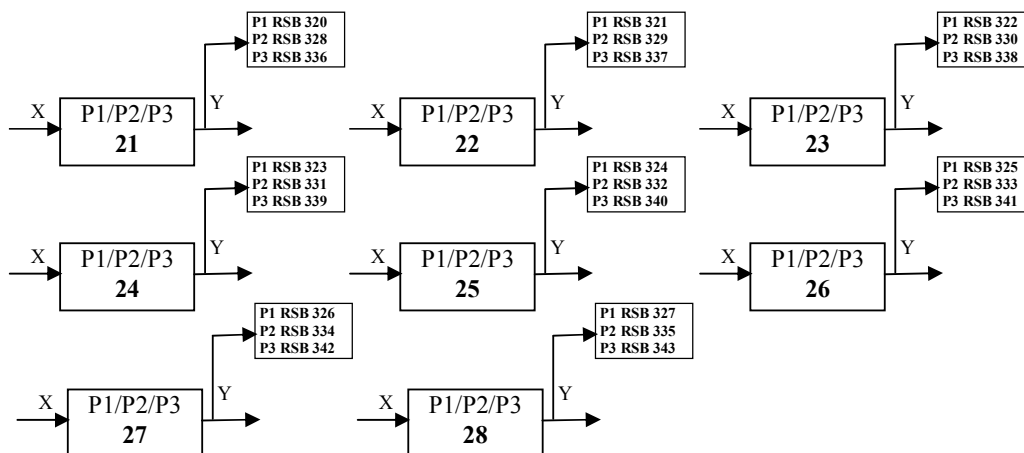 P1 RSB 320
P2 RSB 328
P3 RSB 336
X
P1/P2/P3
21
Y
P1 RSB 321
P2 RSB 329
P3 RSB 337
X
P1/P2/P3
22
Y
P1 RSB 322
P2 RSB 330
P3 RSB 338
X
P1/P2/P3
23
Y
P1 RSB 323
P2 RSB 331
P3 RSB 339
X
P1/P2/P3
24
Y
P1 RSB 324
P2 RSB 332
P3 RSB 340
X
P1/P2/P3
25
Y
P1 RSB 325
P2 RSB 333
P3 RSB 341
X
P1/P2/P3
26
Y
P1 RSB 326
P2 RSB 334
P3 RSB 342
X
P1/P2/P3
27
Y
P1 RSB 327
P2 RSB 335
P3 RSB 343
X
P1/P2/P3
28
Y